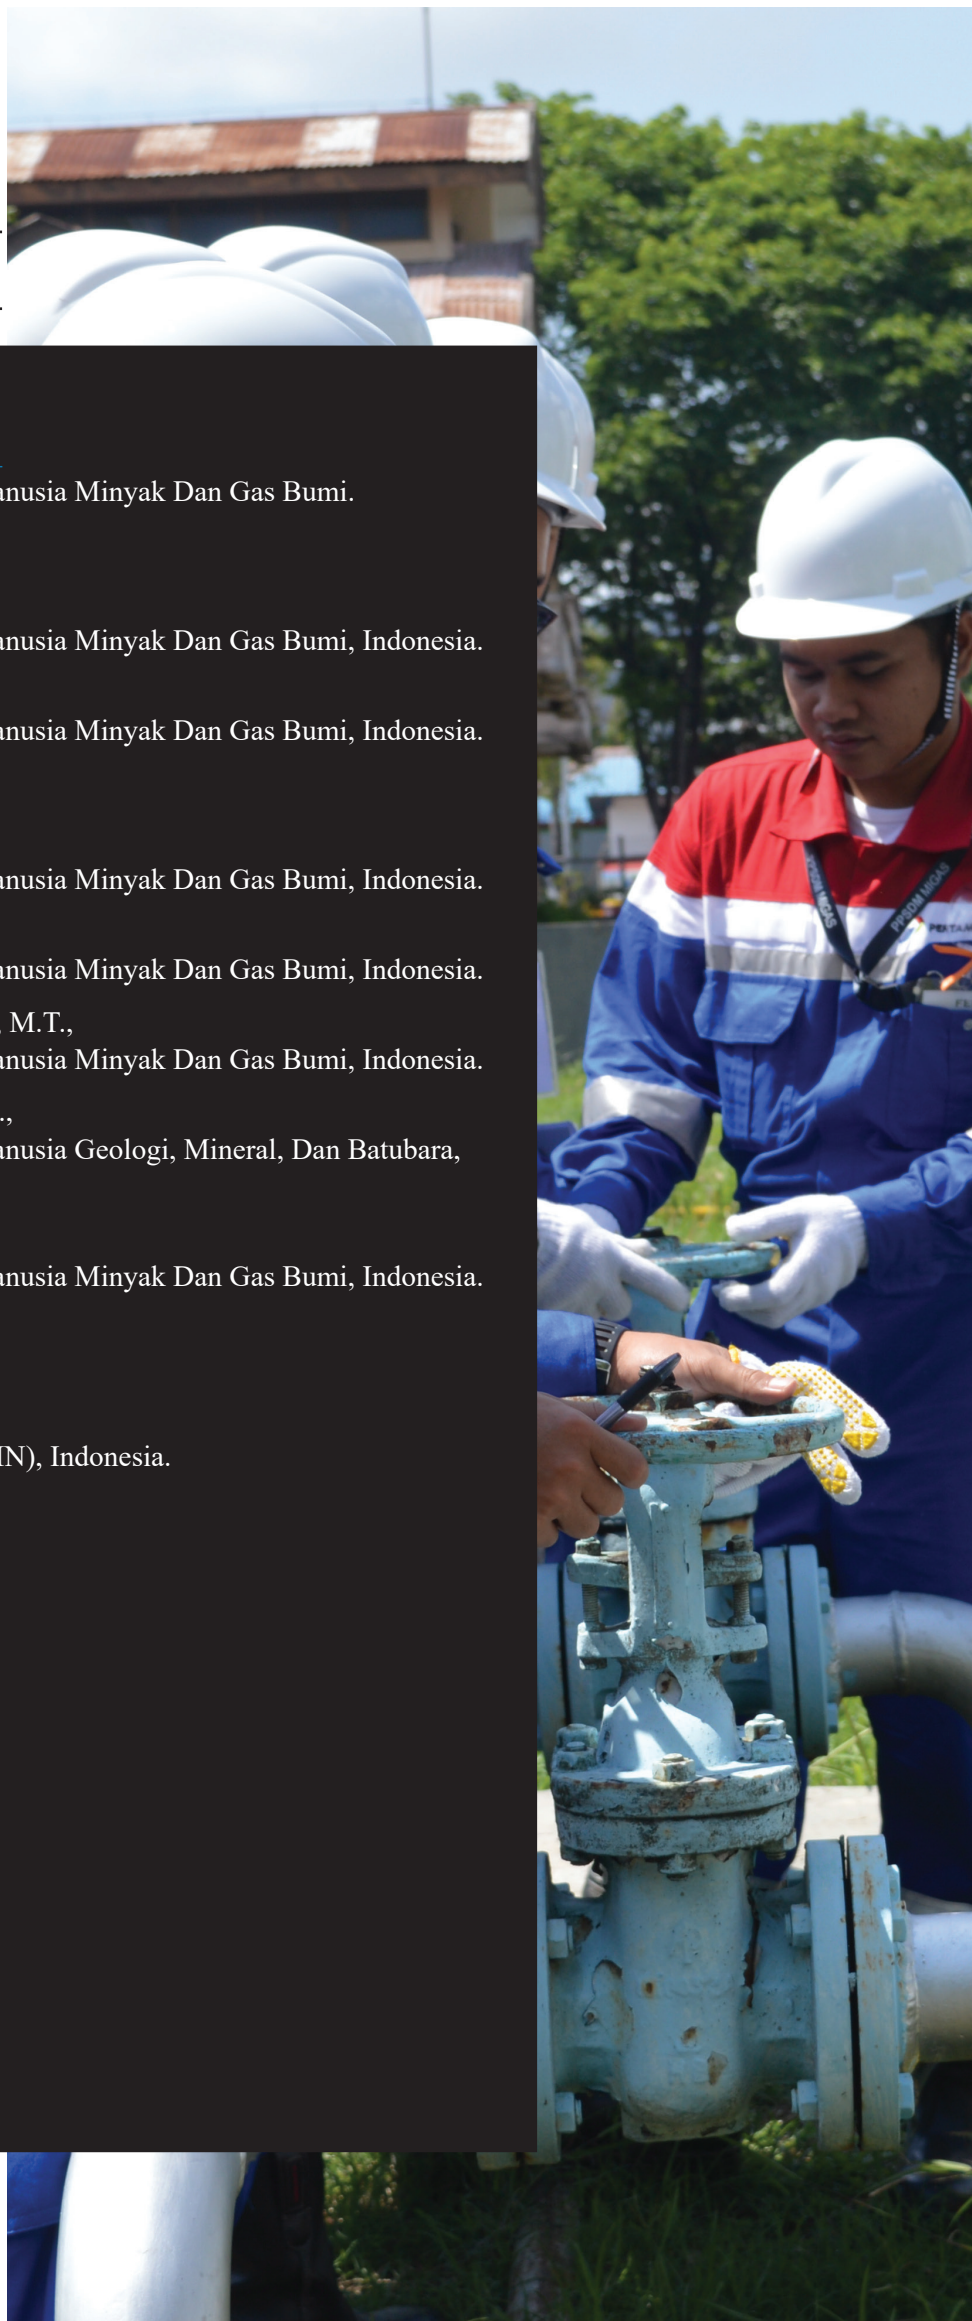 anusia Minyak Dan Gas Bumi.
anusia Minyak Dan Gas Bumi, Indonesia.
anusia Minyak Dan Gas Bumi, Indonesia.
anusia Minyak Dan Gas Bumi, Indonesia.
PPSDM MIGAS
PERTAM
anusia Minyak Dan Gas Bumi, Indonesia.
M.T.,
anusia Minyak Dan Gas Bumi, Indonesia.
.,
anusia Geologi, Mineral, Dan Batubara,
anusia Minyak Dan Gas Bumi, Indonesia.
IN), Indonesia.